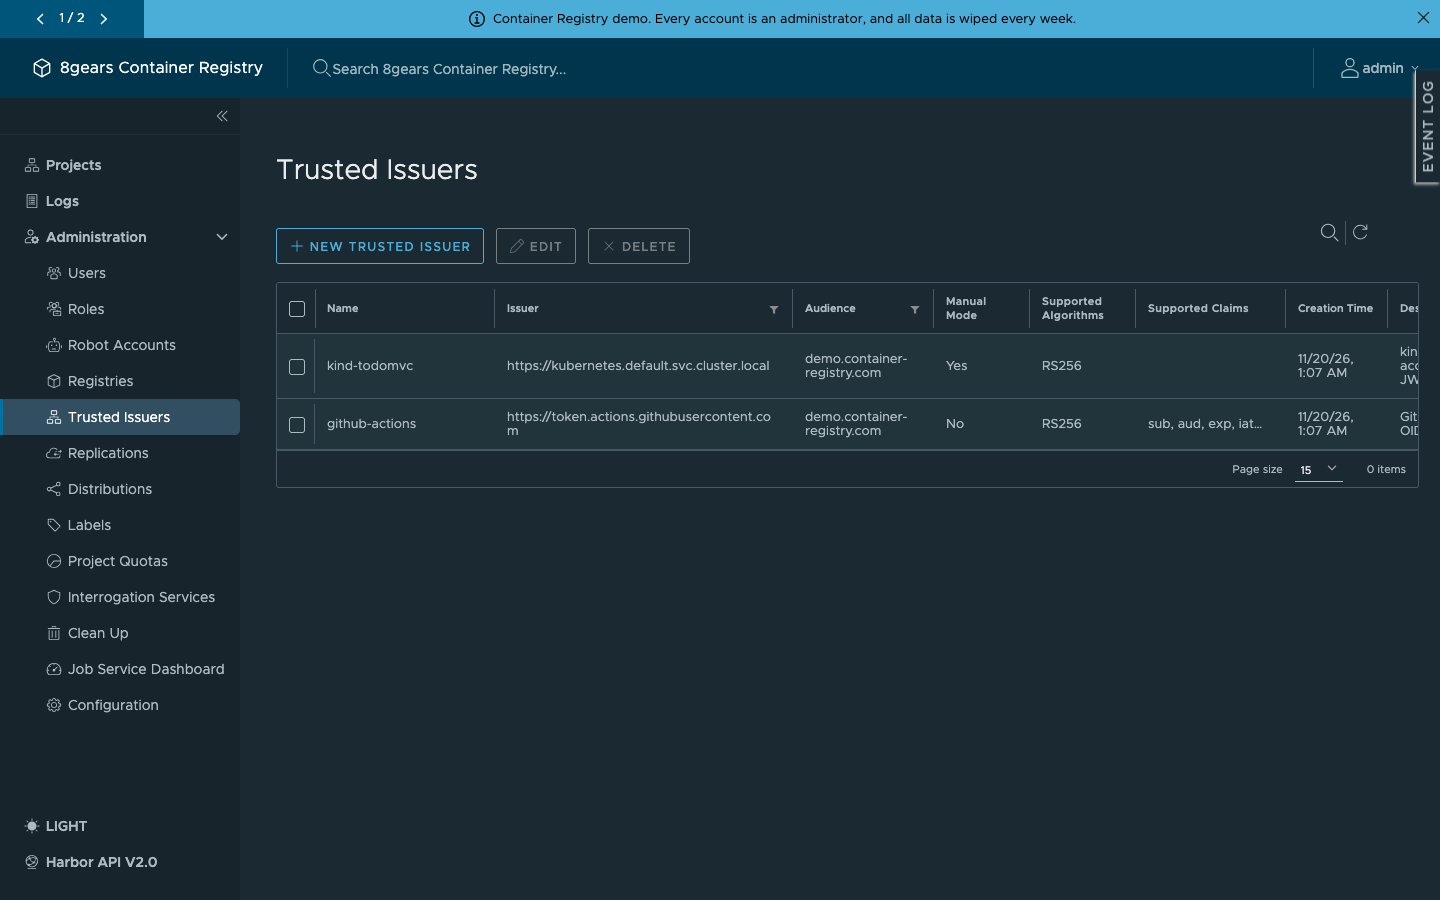 1 / 2
Container Registry demo. Every account is an administrator, and all data is wiped every week.
8gears Container Registry
Search 8gears Container Registry...
admin
EVENT LOG
Projects
Logs
Administration
Users
Roles
Robot Accounts
Registries
Trusted Issuers
Replications
Distributions
Labels
Project Quotas
Interrogation Services
Clean Up
Job Service Dashboard
Configuration
LIGHT
Harbor API V2.0
Trusted Issuers
NEW TRUSTED ISSUER
EDIT
DELETE
Name
Issuer
Audience
Manual
Mode
Supported
Algorithms
Supported Claims
Creation Time
kind-todomvc
https://kubernetes.default.svc.cluster.local
demo.container-
registry.com
Yes
RS256
11/20/26,
1:07 AM
github-actions
https://token.actions.githubusercontent.co
m
demo.container-
registry.com
No
RS256
sub, aud, exp, iat...
11/20/26,
1:07 AM
Page size
15
0 items